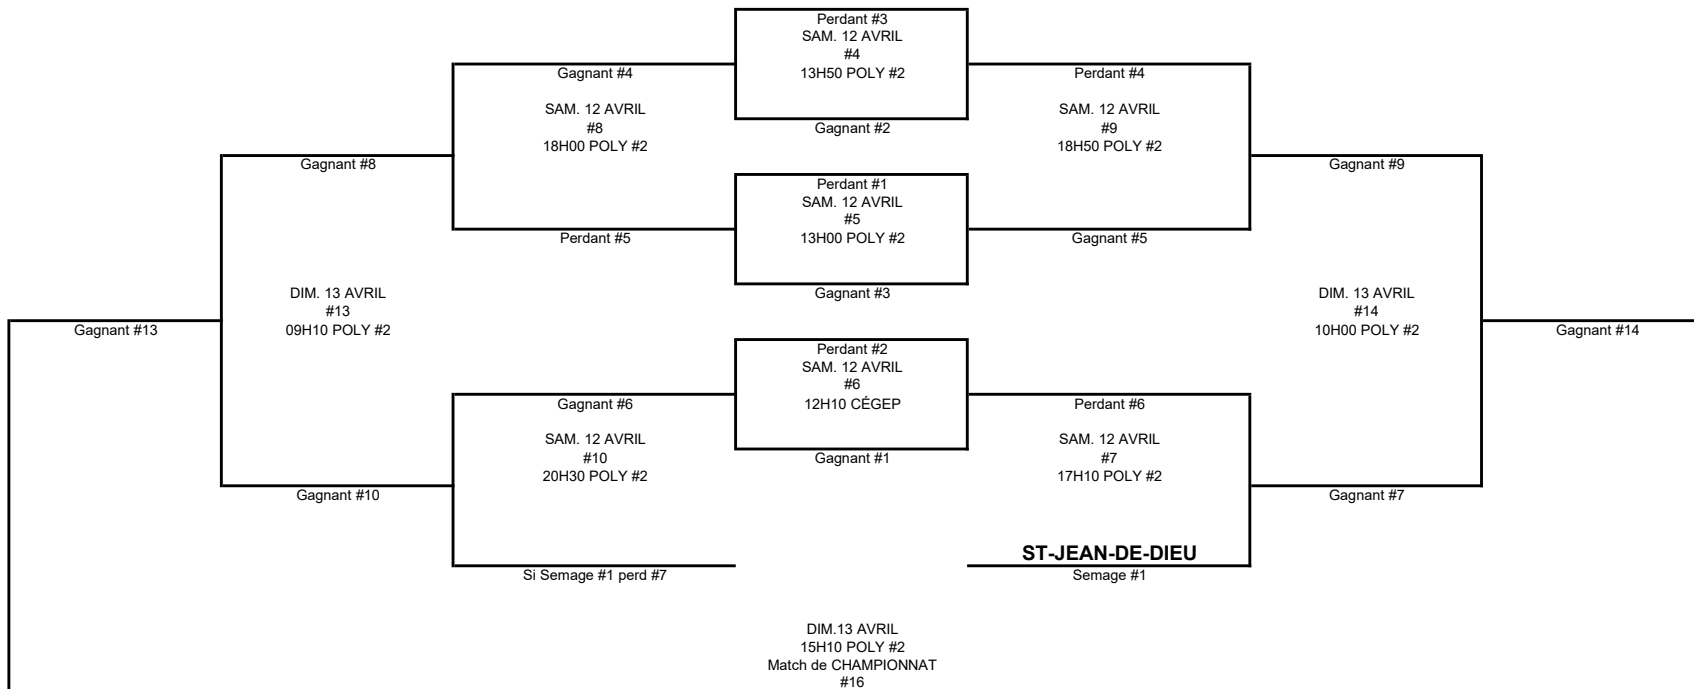 Perdant #3
SAM. 12 AVRIL
#4
13H50 POLY #2
Gagnant #4
Perdant #4
SAM. 12 AVRIL
#8
18H00 POLY #2
SAM. 12 AVRIL
#9
18H50 POLY #2
Gagnant #2
Gagnant #8
Gagnant #9
Perdant #1
SAM. 12 AVRIL
#5
13H00 POLY #2
Perdant #5
Gagnant #5
Gagnant #3
DIM. 13 AVRIL
#13
09H10 POLY #2
DIM. 13 AVRIL
#14
10H00 POLY #2
Gagnant #13
Gagnant #14
Perdant #2
SAM. 12 AVRIL
#6
12H10 CÉGEP
Gagnant #6
Perdant #6
SAM. 12 AVRIL
#10
20H30 POLY #2
Gagnant #1
SAM. 12 AVRIL
#7
17H10 POLY #2
Gagnant #10
Gagnant #7
ST-JEAN-DE-DIEU
Si Semage #1 perd #7
Semage #1
DIM.13 AVRIL
15H10 POLY #2
Match de CHAMPIONNAT
#16